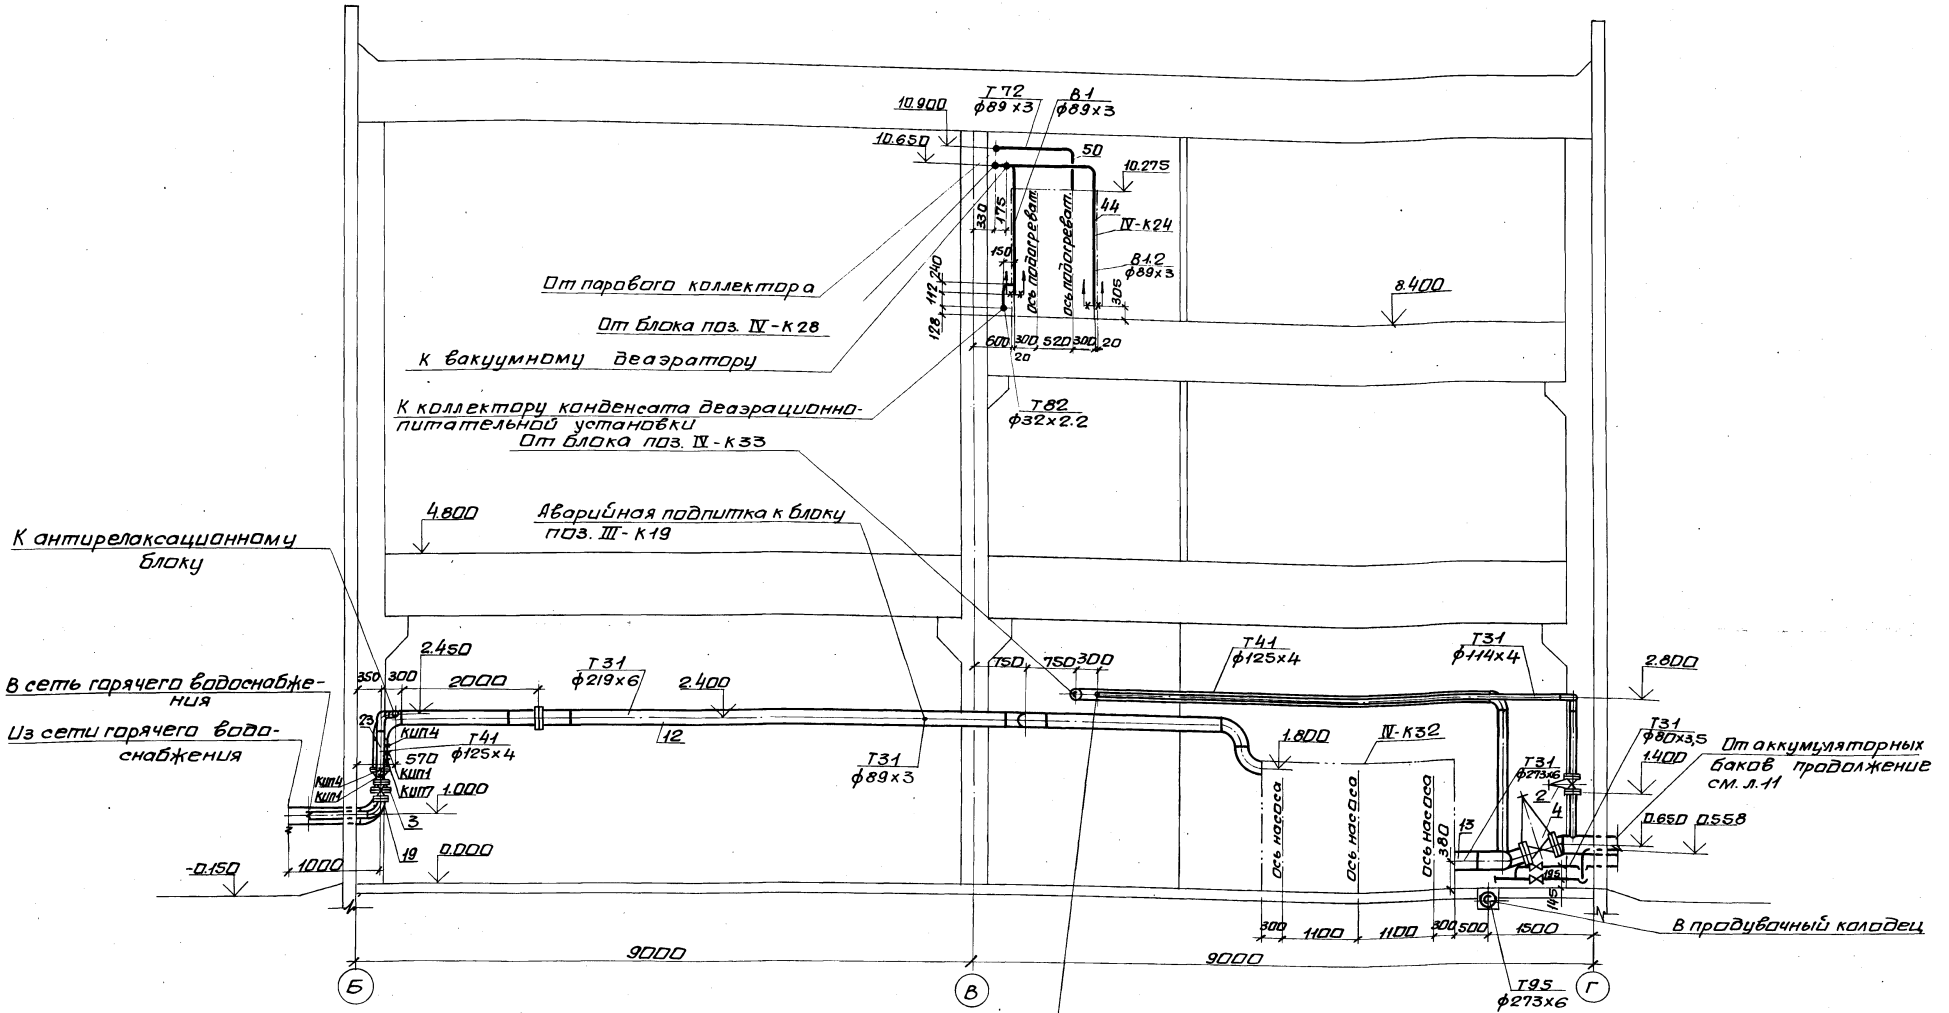 10.900
Т72
ф89х3
В1
ф89х3
10.650
50
10.275
330
175
44
IV-К24
150
Ось подогреват.
Ось подогреват.
В1.2
ф89х3
240
112
128
305
8.400
От парового коллектора
От блока поз. IV-К28
К вакуумному деаэратору
600
300
520
300
20
20
К коллектору конденсата деаэрационно-
питательной установки
Т82
ф32х2.2
От блока поз. IV-К33
4.800
Аварийная подпитка к блоку
поз. III-К19
К антирелаксационному
блоку
2.450
350
300
2000
Т31
ф219х6
2.400
750
750
300
Т41
ф125х4
Т31
ф114х4
2.800
В сеть горячего водоснабже-
ния
Из сети горячего водо-
снабжения
23
КИП4
Т41
ф125х4
570
КИП1
КИП7
КИП4
КИП1
1.000
3
19
12
Т31
ф89х3
1.800
IV-К32
Т31
ф80х3,5
1.400
От аккумуляторных
баков продолжение
см. л.11
Т31
ф273х6
2
4
13
0.650
0.558
Ось насоса
Ось насоса
Ось насоса
380
195
145
1000
-0.150
0.000
300
1100
1100
300
500
1500
В продувочный колодец
9000
9000
Т95
ф273х6
Б
В
Г